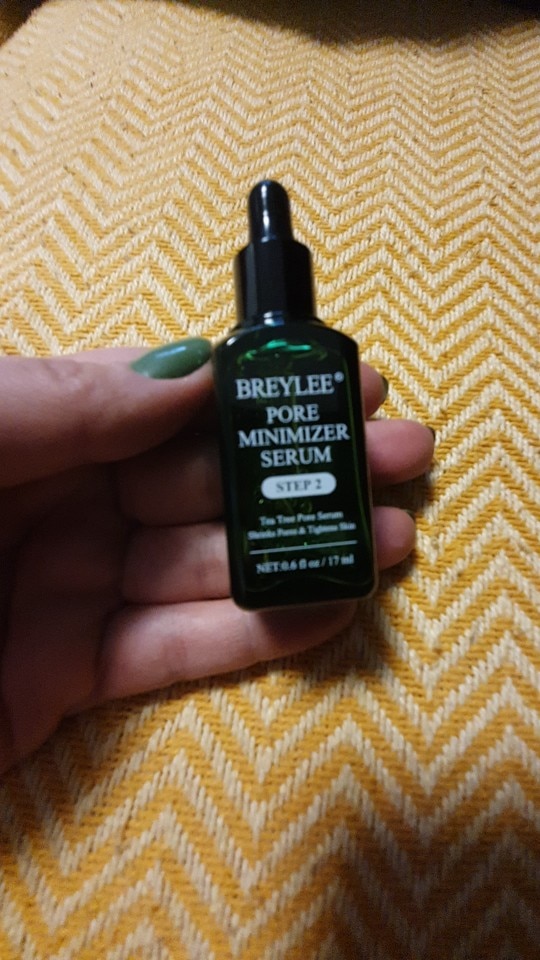 BREYLEE®
PORE
MINIMIZER
SERUM
STEP 2
Tea Tree Pore Serum
Shrinks Pores & Tightens Skin
NET:0.6 fl oz / 17 ml